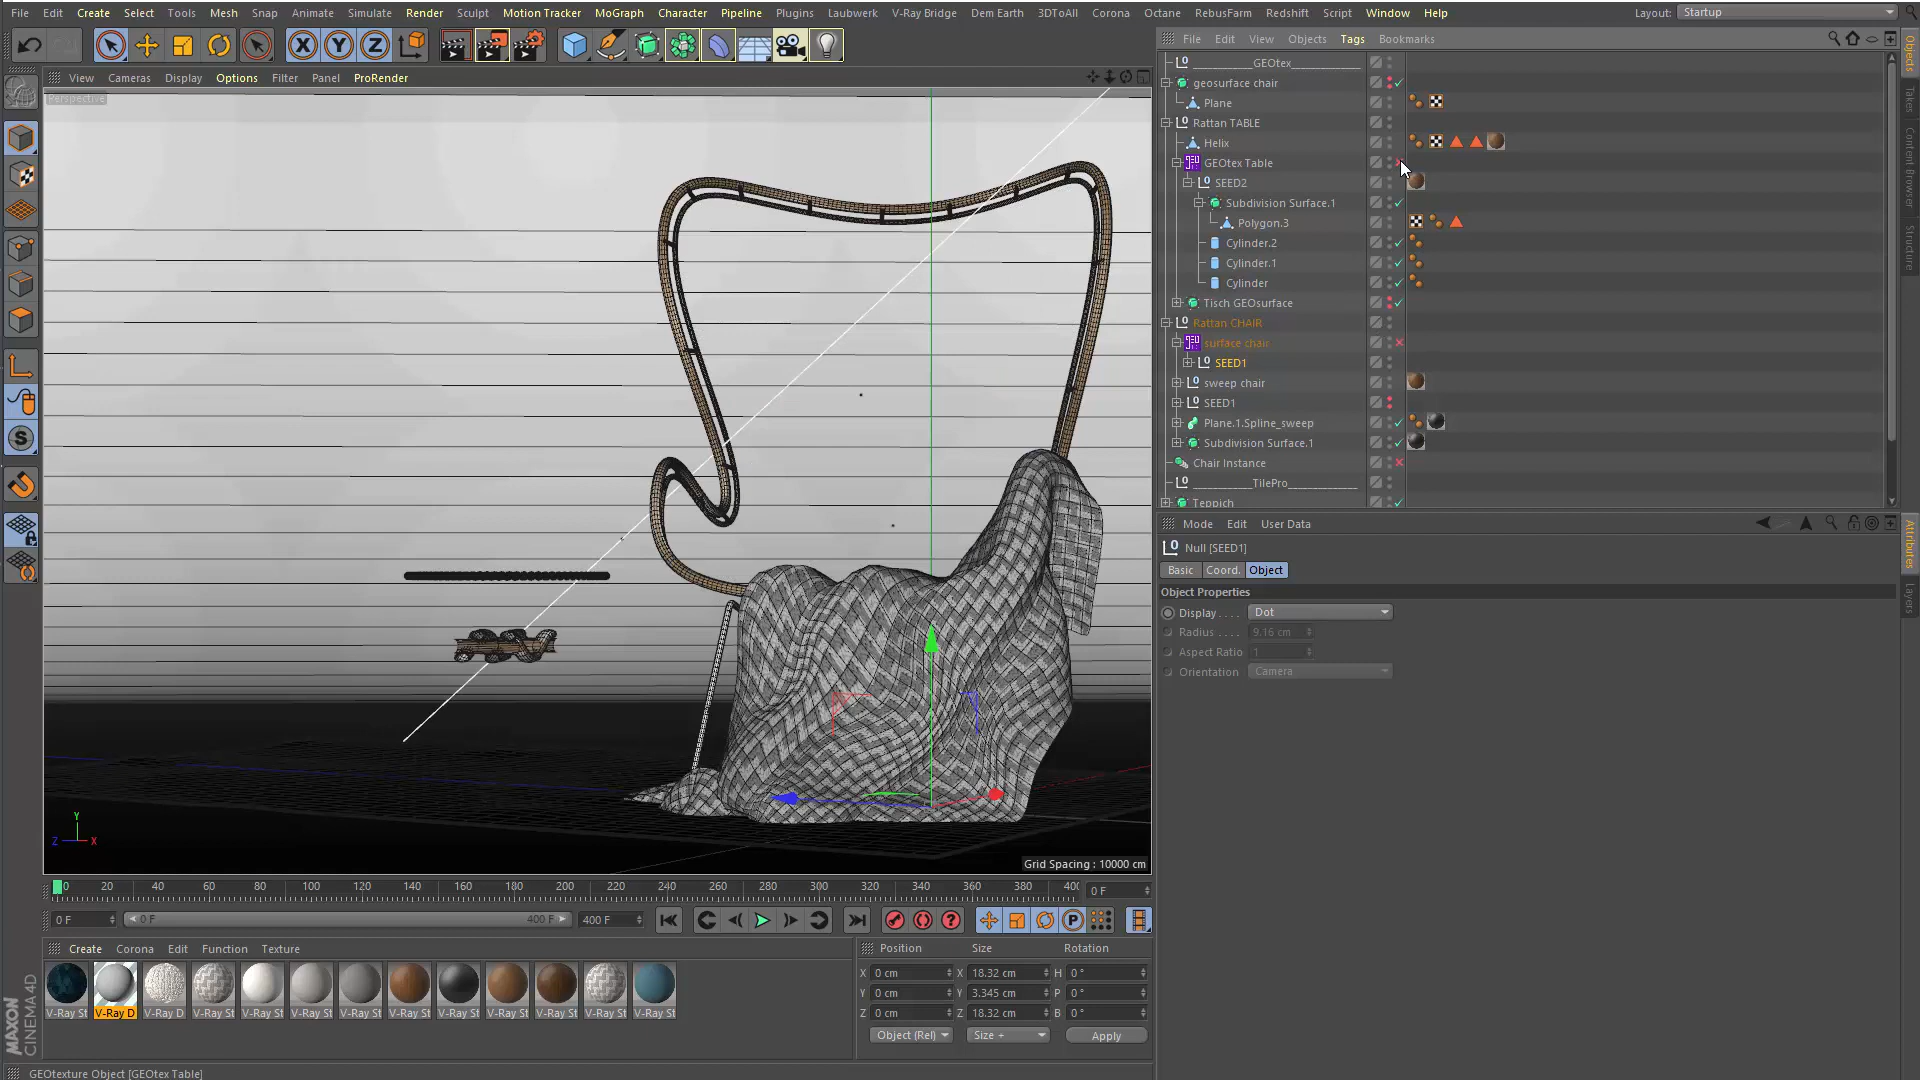 File Edit Create Select Tools Mesh Snap Animate Simulate Render Sculpt Motion Tracker MoGraph Character Pipeline Plugins Laubwerk V-Ray Bridge Dem Earth 3DToAll Corona Octane RebusFarm Redshift Script Window Help Layout: Startup
File Edit View Objects Tags Bookmarks
View Cameras Display Options Filter Panel ProRender
Perspective
____________GEOtex_____________
geosurface chair
Plane
Rattan TABLE
Helix
GEOtex Table
SEED2
Subdivision Surface.1
Polygon.3
Cylinder.2
Cylinder.1
Cylinder
Tisch GEOsurface
Rattan CHAIR
surface chair
SEED1
sweep chair
SEED1
Plane.1.Spline_sweep
Subdivision Surface.1
Chair Instance
____________TilePro_____________
Teppich
Objects
Takes
Content Browser
Structure
Mode Edit User Data
Null [SEED1]
Basic Coord. Object
Object Properties
Display . . . . Dot
Radius . . . . 9.16 cm
Aspect Ratio 1
Orientation Camera
Attributes
Layers
Y
Z X
Grid Spacing : 10000 cm
0 20 40 60 80 100 120 140 160 180 200 220 240 260 280 300 320 340 360 380 400 0 F
0 F 0 F 400 F 400 F
Create Corona Edit Function Texture
V-Ray St V-Ray D V-Ray D V-Ray St V-Ray St V-Ray St V-Ray St V-Ray St V-Ray St V-Ray St V-Ray St V-Ray St V-Ray St
Position Size Rotation
X 0 cm X 18.32 cm H 0 °
Y 0 cm Y 3.345 cm P 0 °
Z 0 cm Z 18.32 cm B 0 °
Object (Rel) Size + Apply
MAXON
CINEMA 4D
GEOtexture Object [GEOtex Table]